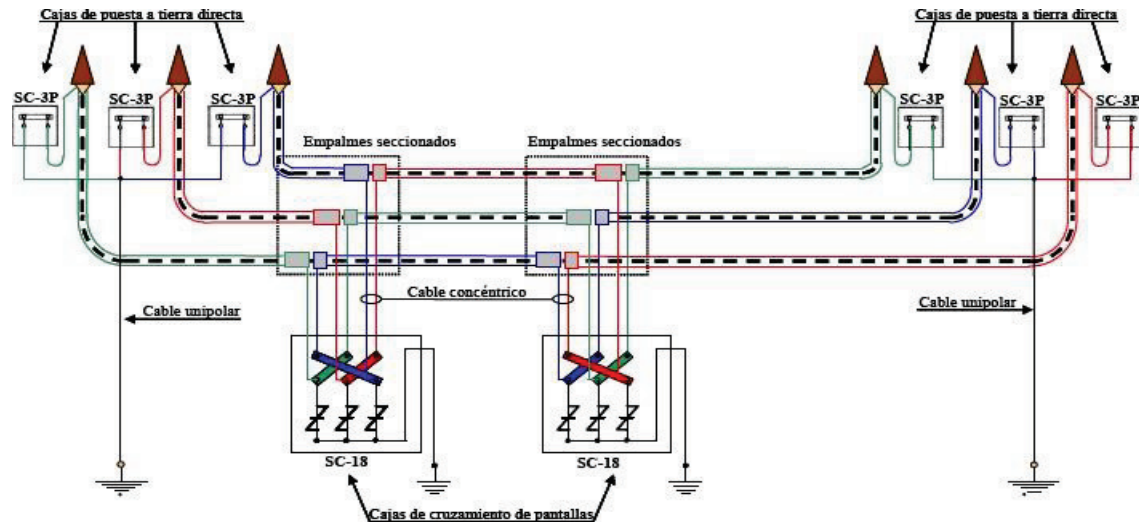 Cajas de puesta a tierra directa
Cajas de puesta a tierra directa
SC-3P
SC-3P
SC-3P
SC-3P
SC-3P
SC-3P
Empalmes seccionados
Empalmes seccionados
Cable concéntrico
Cable unipolar
Cable unipolar
SC-18
SC-18
Cajas de cruzamiento de pantallas